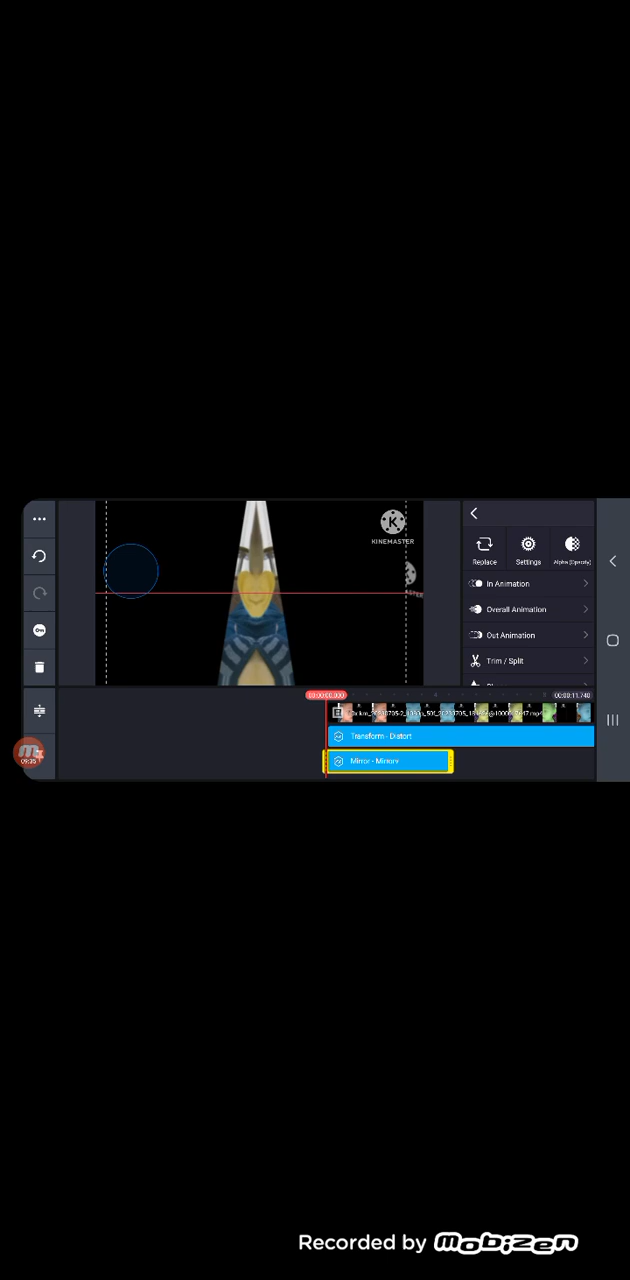 KINEMASTER
Replace
Settings
Alpha (Opacity)
In Animation
Overall Animation
Out Animation
Trim / Split
00:00:00.000
00:00:11.740
Transform - Distort
Mirror - Mirrory
Recorded by mobizen